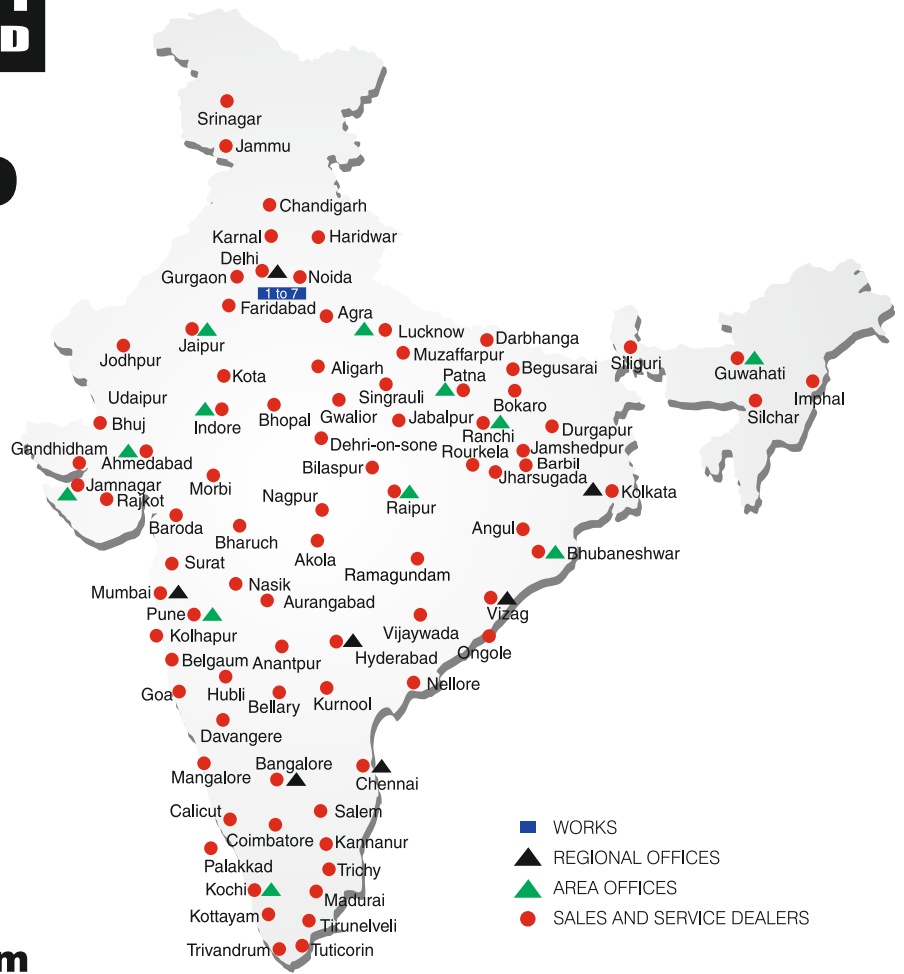 D
Srinagar
Jammu
Chandigarh
Karnal
Haridwar
Delhi
Gurgaon
Noida
1 to 7
Faridabad
Agra
Jaipur
Lucknow
Darbhanga
Jodhpur
Muzaffarpur
Siliguri
Aligarh
Begusarai
Guwahati
Kota
Patna
Singrauli
Imphal
Udaipur
Bokaro
Silchar
Bhuj
Indore
Bhopal
Gwalior
Jabalpur
Ranchi
Durgapur
Gandhidham
Ahmedabad
Dehri-on-sone
Rourkela
Jamshedpur
Bilaspur
Barbil
Jharsugada
Jamnagar
Morbi
Rajkot
Nagpur
Raipur
Kolkata
Baroda
Bharuch
Angul
Akola
Bhubaneshwar
Surat
Ramagundam
Mumbai
Nasik
Aurangabad
Pune
Vizag
Kolhapur
Vijaywada
Ongole
Belgaum
Anantpur
Hyderabad
Goa
Hubli
Nellore
Bellary
Kurnool
Davangere
Mangalore
Bangalore
Chennai
Calicut
Salem
Coimbatore
Kannanur
Palakkad
Trichy
Kochi
Madurai
Kottayam
Tirunelveli
Trivandrum
Tuticorin
WORKS
REGIONAL OFFICES
AREA OFFICES
SALES AND SERVICE DEALERS
m